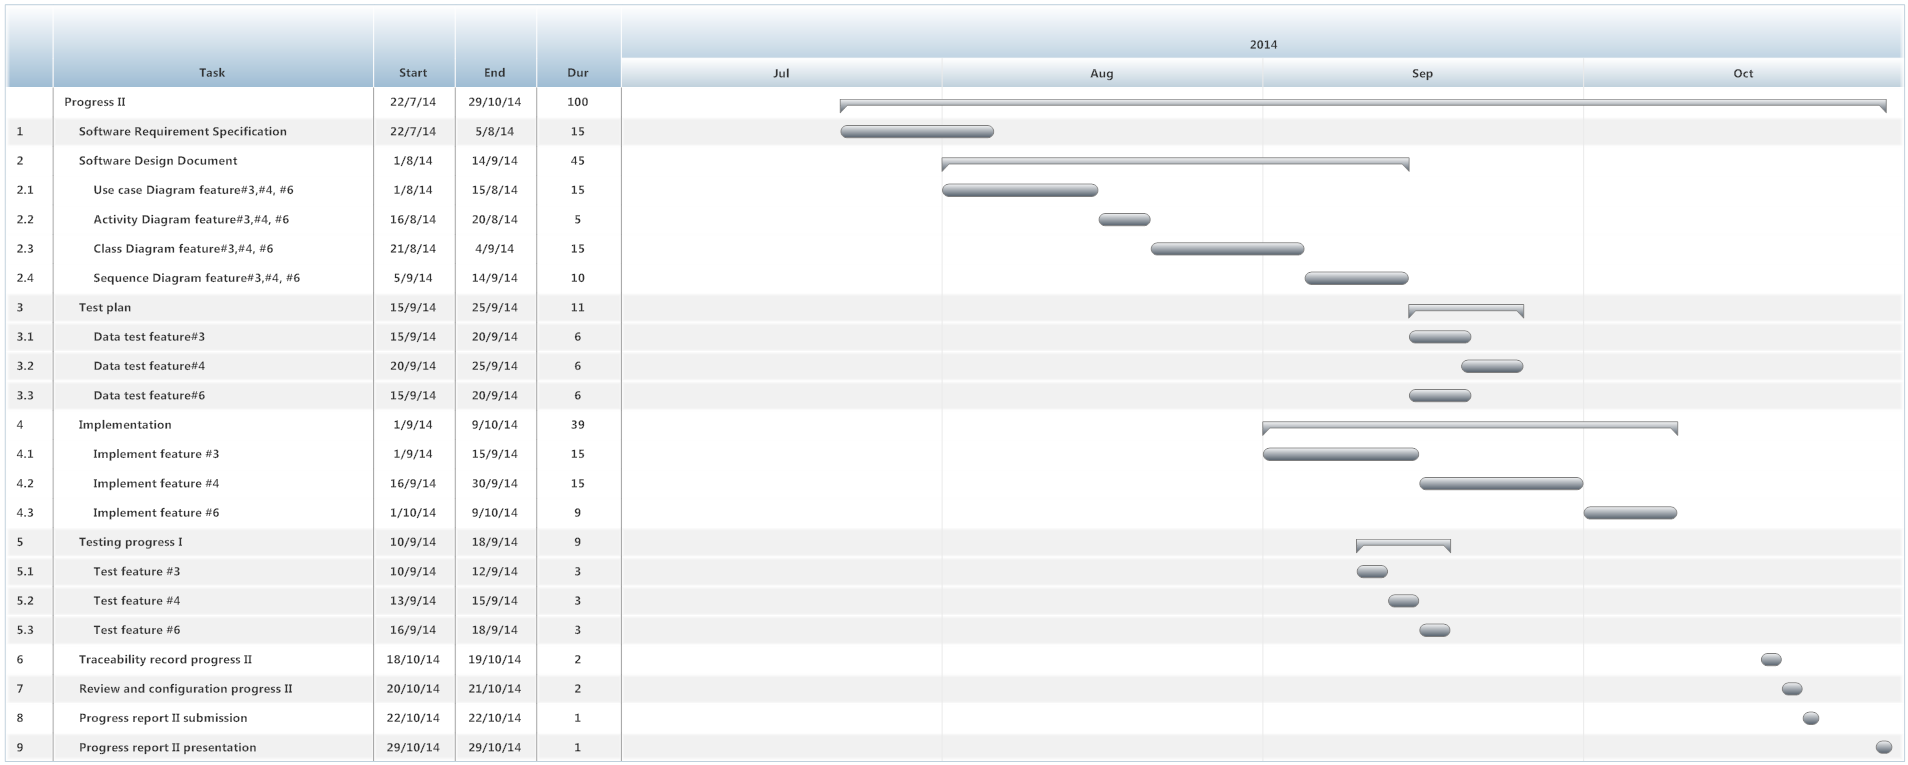 2014
Task Start End Dur Jul Aug Sep Oct
Progress II 22/7/14 29/10/14 100
1 Software Requirement Specification 22/7/14 5/8/14 15
2 Software Design Document 1/8/14 14/9/14 45
2.1 Use case Diagram feature#3,#4, #6 1/8/14 15/8/14 15
2.2 Activity Diagram feature#3,#4, #6 16/8/14 20/8/14 5
2.3 Class Diagram feature#3,#4, #6 21/8/14 4/9/14 15
2.4 Sequence Diagram feature#3,#4, #6 5/9/14 14/9/14 10
3 Test plan 15/9/14 25/9/14 11
3.1 Data test feature#3 15/9/14 20/9/14 6
3.2 Data test feature#4 20/9/14 25/9/14 6
3.3 Data test feature#6 15/9/14 20/9/14 6
4 Implementation 1/9/14 9/10/14 39
4.1 Implement feature #3 1/9/14 15/9/14 15
4.2 Implement feature #4 16/9/14 30/9/14 15
4.3 Implement feature #6 1/10/14 9/10/14 9
5 Testing progress I 10/9/14 18/9/14 9
5.1 Test feature #3 10/9/14 12/9/14 3
5.2 Test feature #4 13/9/14 15/9/14 3
5.3 Test feature #6 16/9/14 18/9/14 3
6 Traceability record progress II 18/10/14 19/10/14 2
7 Review and configuration progress II 20/10/14 21/10/14 2
8 Progress report II submission 22/10/14 22/10/14 1
9 Progress report II presentation 29/10/14 29/10/14 1